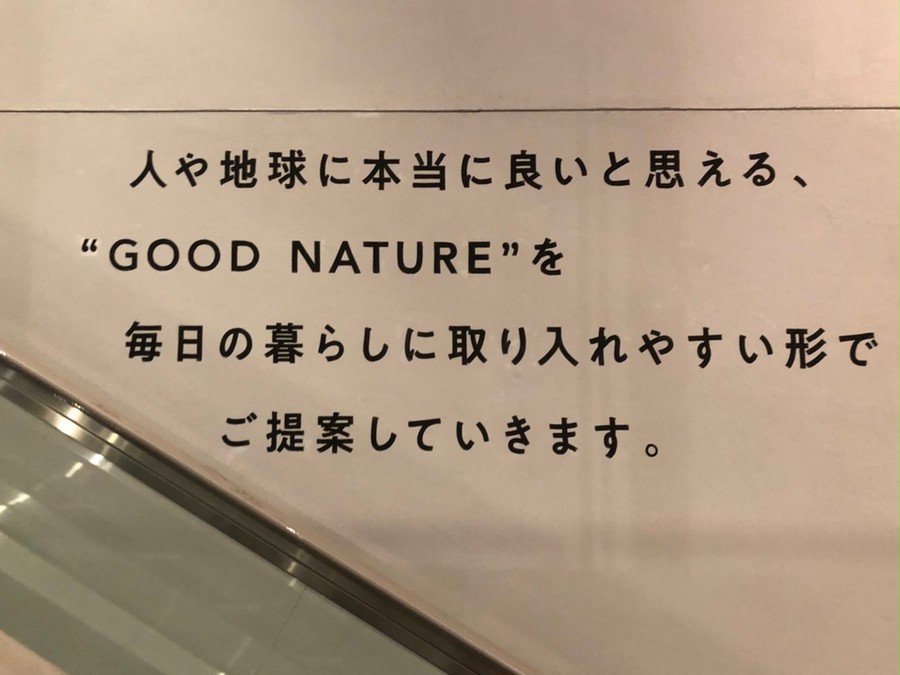 人や地球に本当に良いと思える、
“GOOD NATURE”を
毎日の暮らしに取り入れやすい形で
ご提案していきます。